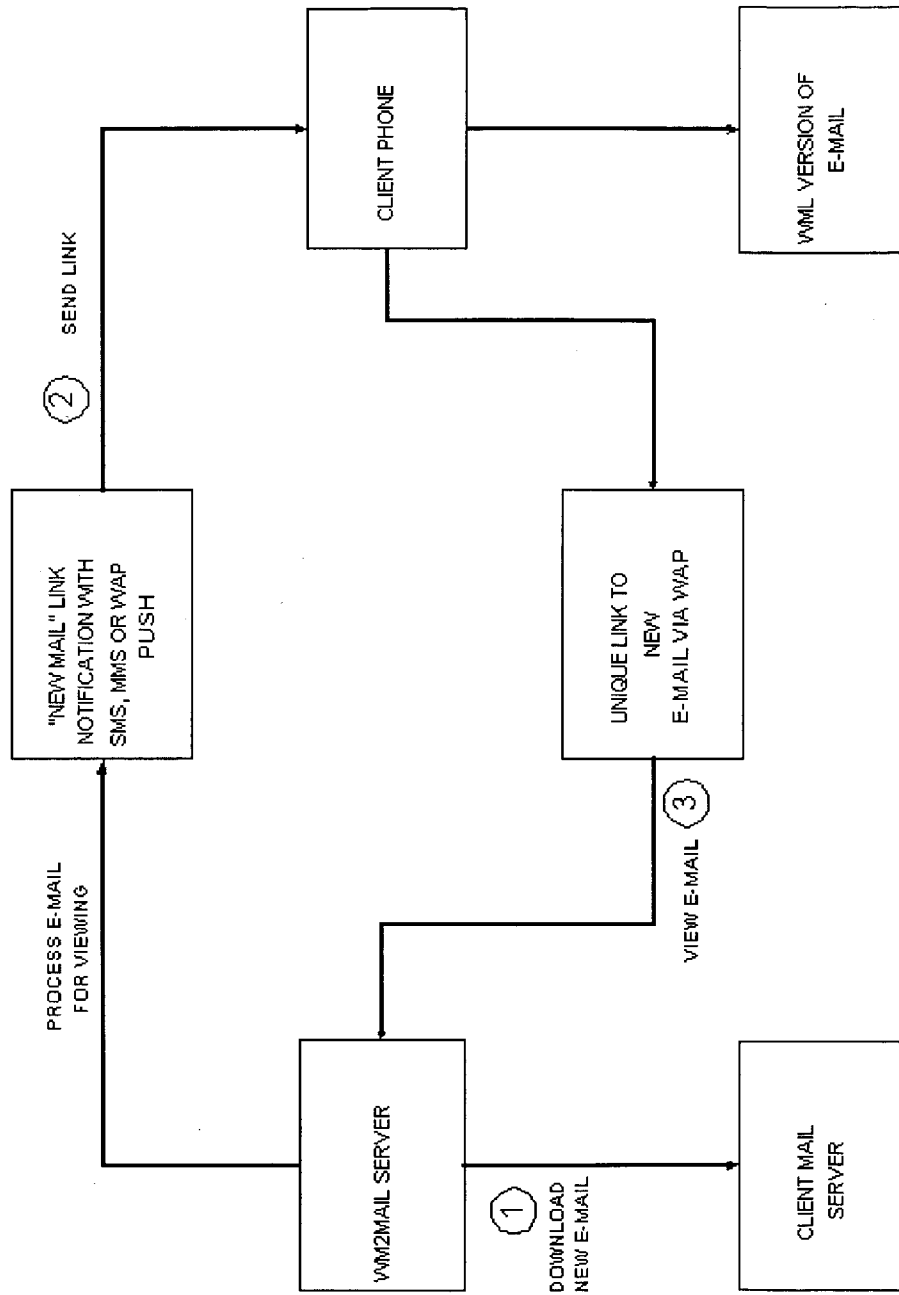 "NEW MAIL" LINK
NOTIFICATION WITH
SMS, MMS OR WAP
PUSH
PROCESS E-MAIL
FOR VIEWING
2
SEND LINK
WM2MAIL SERVER
CLIENT PHONE
1
DOWNLOAD
NEW E-MAIL
VIEW E-MAIL
3
UNIQUE LINK TO
NEW
E-MAIL VIA WAP
CLIENT MAIL
SERVER
WML VERSION OF
E-MAIL